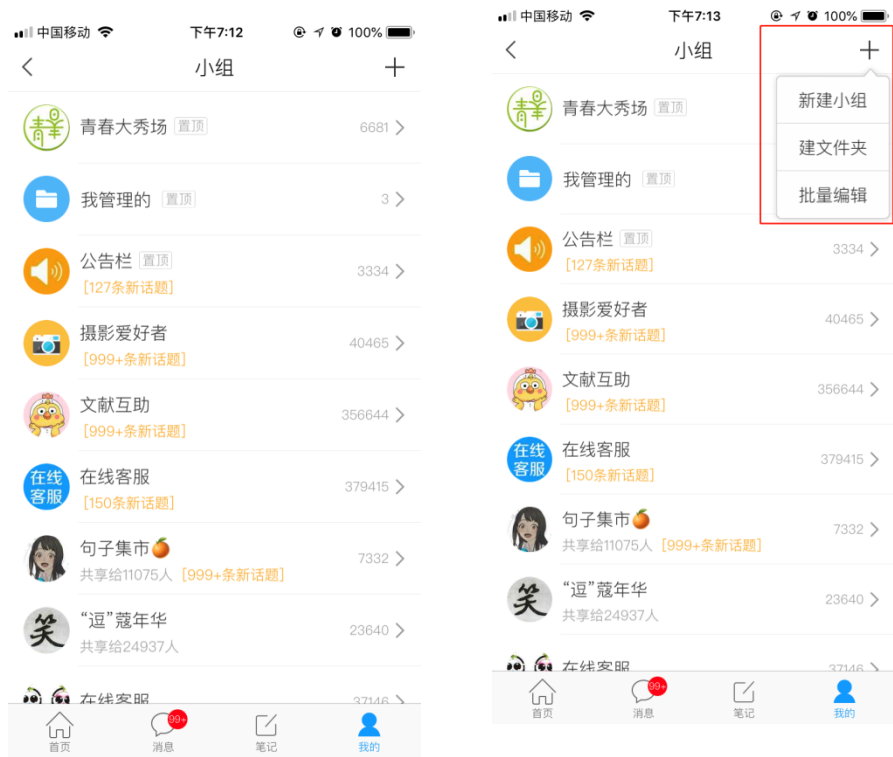 中国移动 下午7:12 100%
小组
青春大秀场 置顶 6681
我管理的 置顶 3
公告栏 置顶
[127条新话题] 3334
摄影爱好者
[999+条新话题] 40465
文献互助
[999+条新话题] 356644
在线客服
在线客服
[150条新话题] 379415
句子集市🍊
共享给11075人 [999+条新话题] 7332
笑
“逗”蔻年华
共享给24937人 23640
在线客服 37146
99+
首页 消息 笔记 我的
中国移动 下午7:13 100%
小组
新建小组
建文件夹
批量编辑
青春大秀场 置顶
我管理的 置顶
公告栏 置顶
[127条新话题] 3334
摄影爱好者
[999+条新话题] 40465
文献互助
[999+条新话题] 356644
在线客服
在线客服
[150条新话题] 379415
句子集市🍊
共享给11075人 [999+条新话题] 7332
笑
“逗”蔻年华
共享给24937人 23640
在线客服 37146
99+
首页 消息 笔记 我的